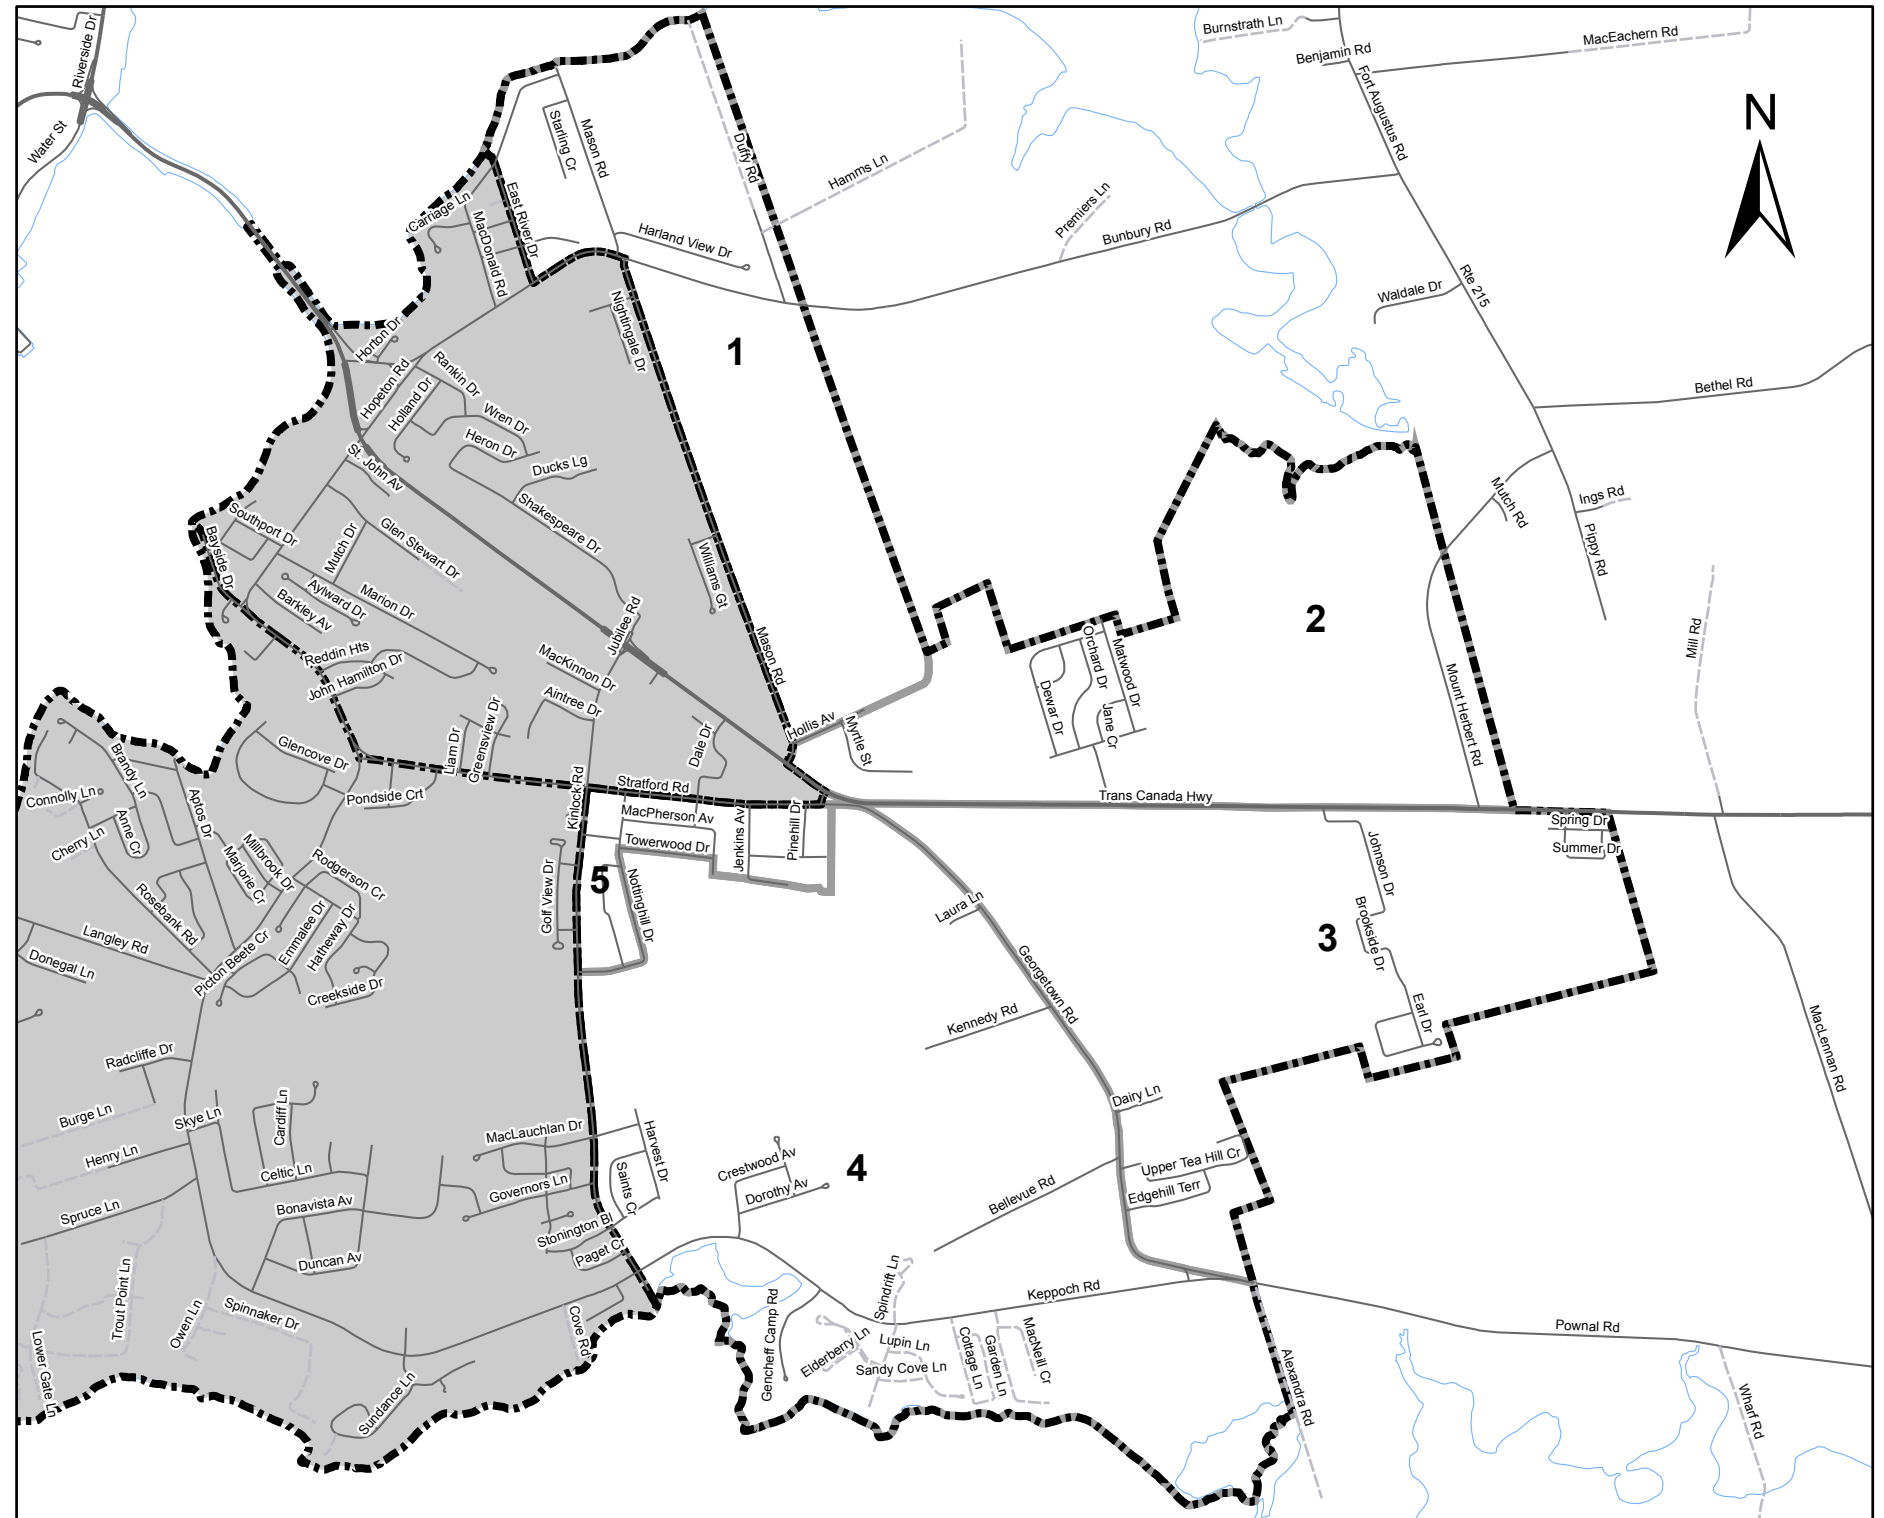 Riverside Dr
Burnstrath Ln
MacEachern Rd
Benjamin Rd
Fort Augustus Rd
N
Water St
Starling Cr
Mason Rd
Duffy Rd
Hamms Ln
Premiers Ln
Bunbury Rd
Carriage Ln
East River Dr
MacDonald Rd
Harland View Dr
Rte 215
Waldale Dr
Nightingale Dr
Horton Dr
1
Bethel Rd
Hopeton Rd
Rankin Dr
Holland Dr
Wren Dr
Heron Dr
Ducks Lg
St. John Av
Shakespeare Dr
Southport Dr
Bayside Dr
Mutch Dr
Glen Stewart Dr
Mutch Rd
Ings Rd
Pippy Rd
Williams Gt
Aylward Dr
Marion Dr
Barkley Av
Jubilee Rd
2
Mill Rd
Reddin Hts
John Hamilton Dr
MacKinnon Dr
Mason Rd
Orchard Dr
Matwood Dr
Dewar Dr
Jane Cr
Mount Herbert Rd
Aintree Dr
Greensview Dr
Liam Dr
Dale Dr
Hollis Av
Myrtle St
Glencove Dr
Brandy Ln
Aptos Dr
Pondside Crt
Kinlock Rd
Stratford Rd
Trans Canada Hwy
Connolly Ln
Anne Cr
Cherry Ln
MacPherson Av
Towerwood Dr
Jenkins Av
Pinehill Dr
Spring Dr
Summer Dr
Johnson Dr
Millbrook Dr
Marjorie Cr
Rodgerson Cr
5
Golf View Dr
Nottinghill Dr
Rosebank Rd
Emmalee Dr
Hatheway Dr
Laura Ln
Brookside Dr
3
Langley Rd
Donegal Ln
Picton Beete Cr
Creekside Dr
Georgetown Rd
Kennedy Rd
Earl Dr
MacLennan Rd
Radcliffe Dr
Dairy Ln
Burge Ln
Skye Ln
Cardiff Ln
MacLauchlan Dr
Harvest Dr
Henry Ln
Celtic Ln
Saints Cr
Crestwood Av
4
Upper Tea Hill Cr
Governors Ln
Dorothy Av
Bellevue Rd
Edgehill Terr
Spruce Ln
Bonavista Av
Stonington Bl
Paget Cr
Duncan Av
Trout Point Ln
Owen Ln
Spinnaker Dr
Cove Rd
Gencheff Camp Rd
Spindrift Ln
Keppoch Rd
Lower Gate Ln
Elderberry Ln
Lupin Ln
Sandy Cove Ln
Cottage Ln
Garden Ln
MacNeill Cr
Pownal Rd
Alexandra Rd
Wharf Rd
Sundance Ln